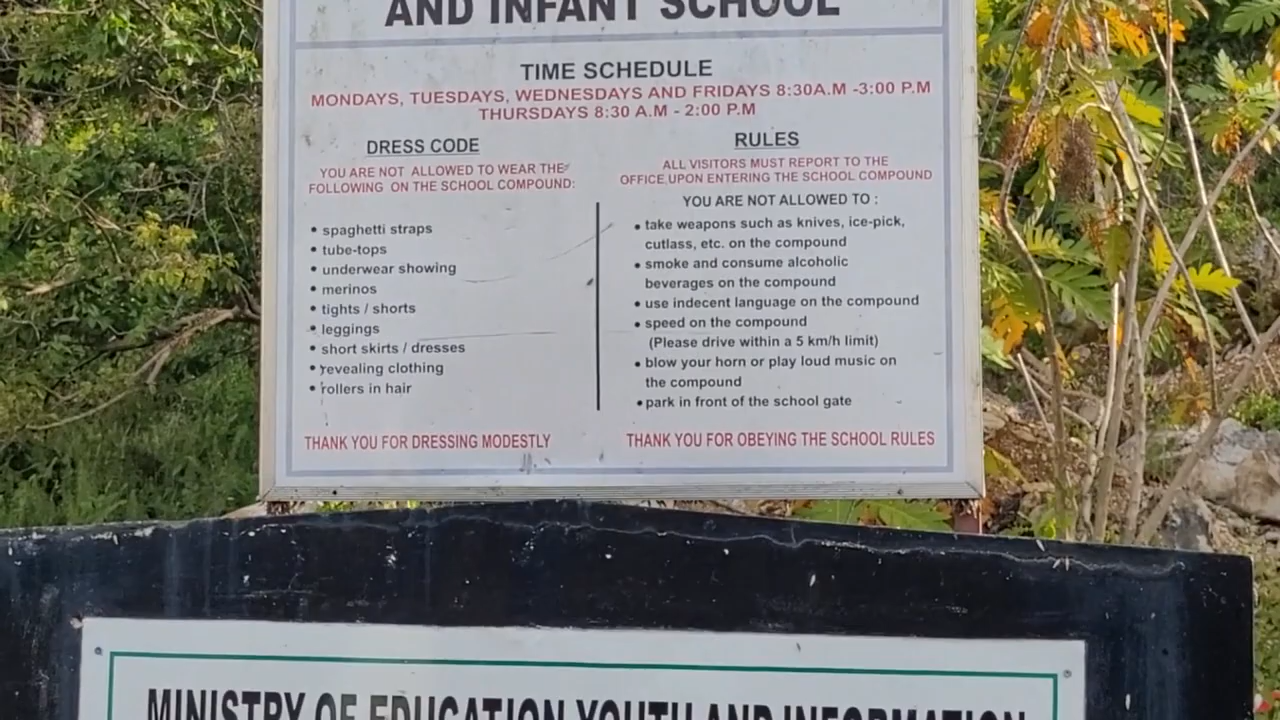 AND INFANT SCHOOL
TIME SCHEDULE
MONDAYS, TUESDAYS, WEDNESDAYS AND FRIDAYS 8:30A.M -3:00 P.M
THURSDAYS 8:30 A.M - 2:00 P.M
DRESS CODE
YOU ARE NOT ALLOWED TO WEAR THE
FOLLOWING ON THE SCHOOL COMPOUND:
• spaghetti straps
• tube-tops
• underwear showing
• merinos
• tights / shorts
• leggings
• short skirts / dresses
• revealing clothing
• rollers in hair
THANK YOU FOR DRESSING MODESTLY
RULES
ALL VISITORS MUST REPORT TO THE
OFFICE UPON ENTERING THE SCHOOL COMPOUND
YOU ARE NOT ALLOWED TO :
• take weapons such as knives, ice-pick,
cutlass, etc. on the compound
• smoke and consume alcoholic
beverages on the compound
• use indecent language on the compound
• speed on the compound
(Please drive within a 5 km/h limit)
• blow your horn or play loud music on
the compound
• park in front of the school gate
THANK YOU FOR OBEYING THE SCHOOL RULES
MINISTRY OF EDUCATION YOUTH AND INFORMATION